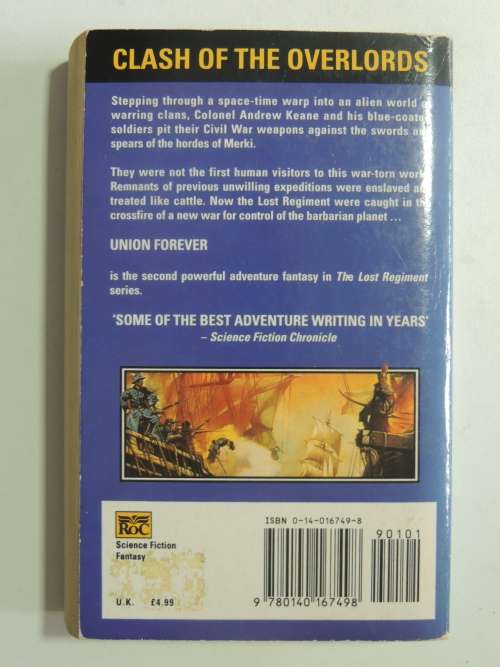 CLASH OF THE OVERLORDS
Stepping through a space-time warp into an alien world
warring clans, Colonel Andrew Keane and his blue-coate
soldiers pit their Civil War weapons against the swords an
spears of the hordes of Merki.
They were not the first human visitors to this war-torn worl
Remnants of previous unwilling expeditions were enslaved a
treated like cattle. Now the Lost Regiment were caught in the
crossfire of a new war for control of the barbarian planet ...
UNION FOREVER
is the second powerful adventure fantasy in The Lost Regiment
series.
'SOME OF THE BEST ADVENTURE WRITING IN YEARS'
– Science Fiction Chronicle
ROC
Science Fiction
Fantasy
U.K. £4.99
ISBN 0-14-016749-8
90101
9 780140 167498